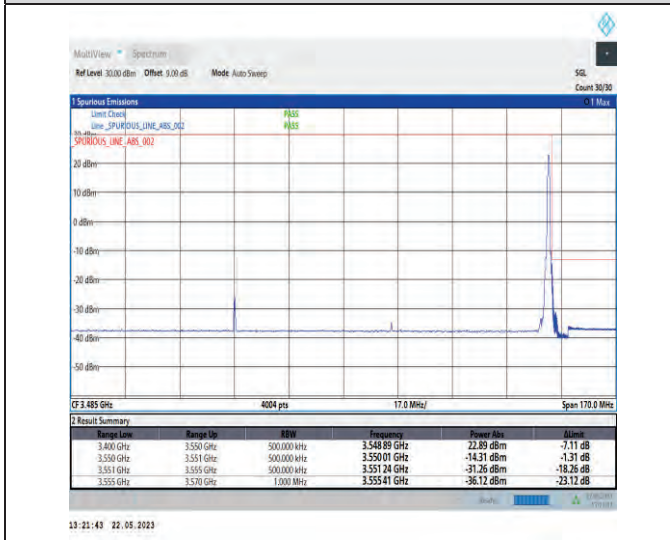 MultiView Spectrum
Ref Level 30.00 dBm Offset 9.00 dB Mode Auto Sweep SGL
Count 30/30
1 Spurious Emissions 1 Max
Limit Check PASS
Line _SPURIOUS_LINE_ABS_002 PASS
_SPURIOUS_LINE_ABS_002
20 dBm
10 dBm
0 dBm
-10 dBm
-20 dBm
-30 dBm
-40 dBm
-50 dBm
CF 3.485 GHz 4004 pts 17.0 MHz/ Span 170.0 MHz
2 Result Summary
Range Low Range Up RBW Frequency Power Abs ΔLimit
3.400 GHz 3.550 GHz 500.000 kHz 3.548 89 GHz 22.89 dBm -7.11 dB
3.550 GHz 3.551 GHz 500.000 kHz 3.550 01 GHz -14.31 dBm -1.31 dB
3.551 GHz 3.555 GHz 500.000 kHz 3.551 24 GHz -31.26 dBm -18.26 dB
3.555 GHz 3.570 GHz 1.000 MHz 3.555 41 GHz -36.12 dBm -23.12 dB
13:21:43 22.05.2023